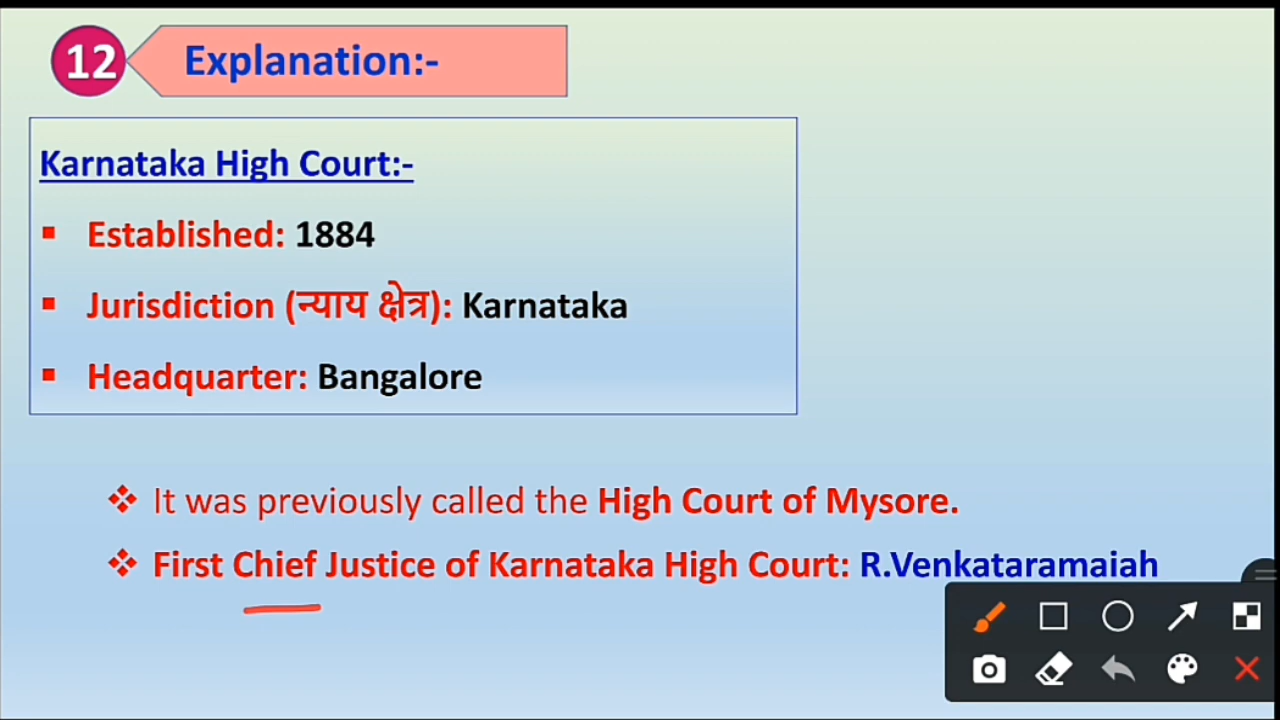 12 Explanation:-
Karnataka High Court:-
Established: 1884
Jurisdiction (न्याय क्षेत्र): Karnataka
Headquarter: Bangalore
It was previously called the High Court of Mysore.
First Chief Justice of Karnataka High Court: R.Venkataramaiah